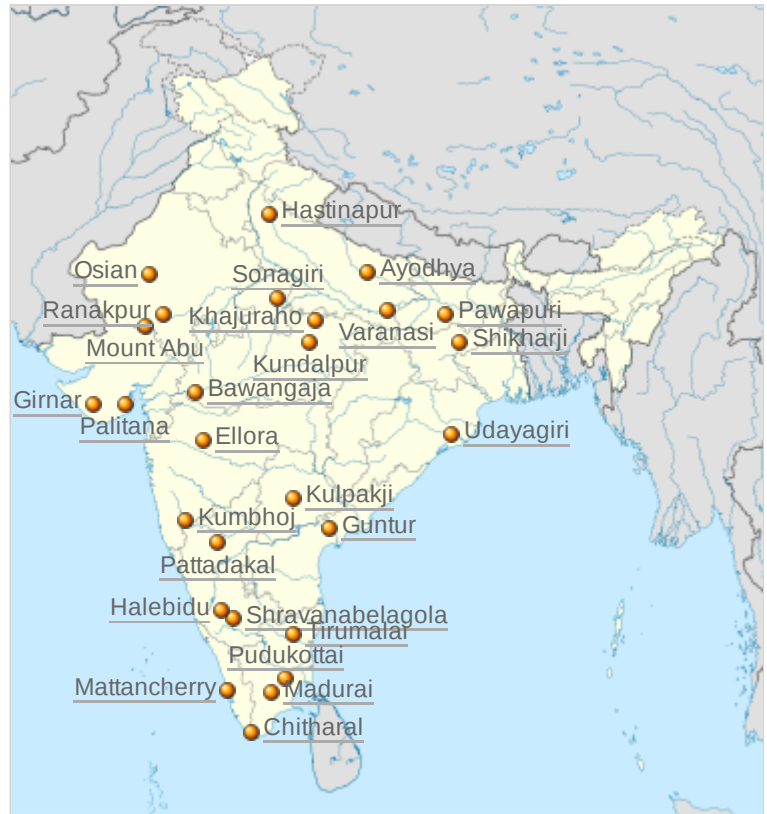 Hastinapur
Osian
Sonagiri
Ayodhya
Ranakpur
Khajuraho
Pawapuri
Varanasi
Shikharji
Mount Abu
Kundalpur
Bawangaja
Girnar
Palitana
Ellora
Udayagiri
Kulpakji
Kumbhoj
Guntur
Pattadakal
Halebidu
Shravanabelagola
Tirumalai
Pudukottai
Mattancherry
Madurai
Chitharal